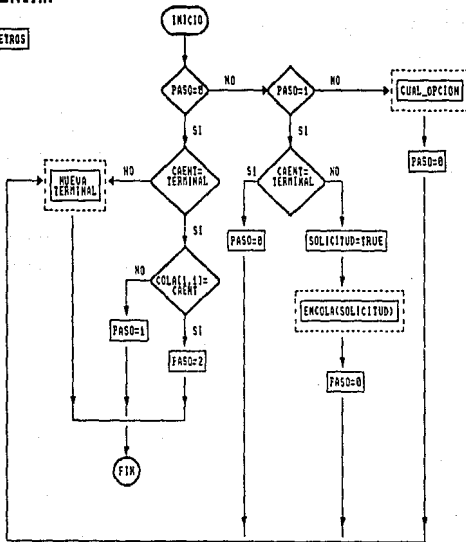 INICIO
PASO=0
NO
PASO=1
NO
CUAL_OPCION
SI
SI
PASO=0
NUEVA
TERMINAL
NO
CAENT=
TERMINAL
SI
CAENT=
TERMINAL
NO
SI
PASO=0
SOLICITUD=TRUE
NO
COLA[1,1]=
CAENT
ENCOLA(SOLICITUD)
PASO=1
SI
PASO=2
PASO=0
FIN